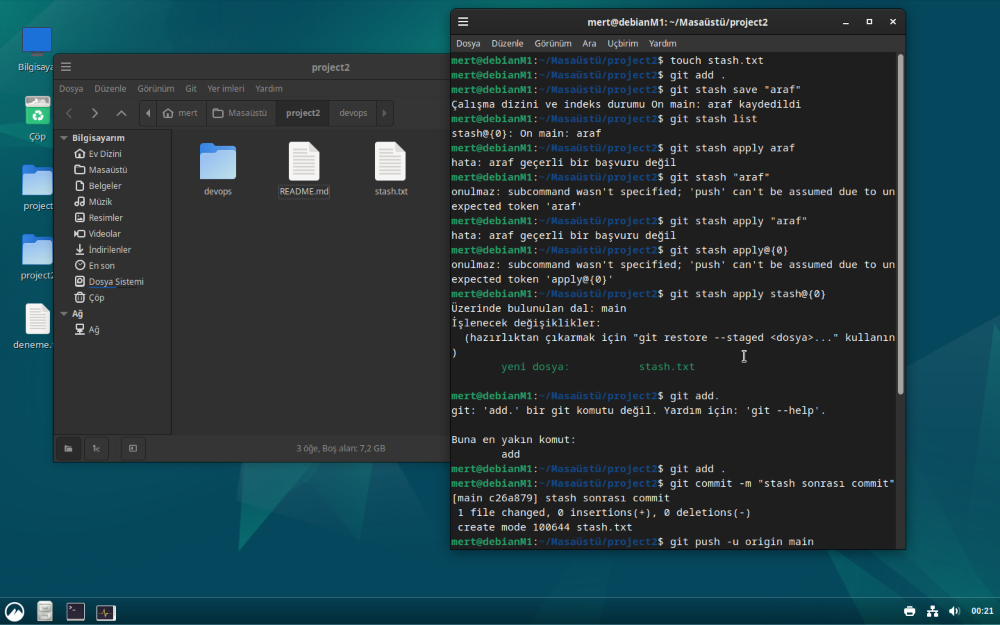 Bilgisaya
Çöp
project
project2
deneme.
project2
Dosya Düzenle Görünüm Git Yer imleri Yardım
mert Masaüstü project2 devops
Bilgisayarım
Ev Dizini
Masaüstü
Belgeler
Müzik
Resimler
Videolar
İndirilenler
En son
Dosya Sistemi
Çöp
Ağ
Ağ
devops README.md stash.txt
3 öğe, Boş alan: 7,2 GB
mert@debianM1: ~/Masaüstü/project2
Dosya Düzenle Görünüm Ara Uçbirim Yardım
mert@debianM1:~/Masaüstü/project2$ touch stash.txt
mert@debianM1:~/Masaüstü/project2$ git add .
mert@debianM1:~/Masaüstü/project2$ git stash save "araf"
Çalışma dizini ve indeks durumu On main: araf kaydedildi
mert@debianM1:~/Masaüstü/project2$ git stash list
stash@{0}: On main: araf
mert@debianM1:~/Masaüstü/project2$ git stash apply araf
hata: araf geçerli bir başvuru değil
mert@debianM1:~/Masaüstü/project2$ git stash "araf"
onulmaz: subcommand wasn't specified; 'push' can't be assumed due to un
expected token 'araf'
mert@debianM1:~/Masaüstü/project2$ git stash apply "araf"
hata: araf geçerli bir başvuru değil
mert@debianM1:~/Masaüstü/project2$ git stash apply@{0}
onulmaz: subcommand wasn't specified; 'push' can't be assumed due to un
expected token 'apply@{0}'
mert@debianM1:~/Masaüstü/project2$ git stash apply stash@{0}
Üzerinde bulunulan dal: main
İşlenecek değişiklikler:
  (hazırlıktan çıkarmak için "git restore --staged <dosya>..." kullanın
)
        yeni dosya:           stash.txt
mert@debianM1:~/Masaüstü/project2$ git add.
git: 'add.' bir git komutu değil. Yardım için: 'git --help'.
Buna en yakın komut:
        add
mert@debianM1:~/Masaüstü/project2$ git add .
mert@debianM1:~/Masaüstü/project2$ git commit -m "stash sonrası commit"
[main c26a879] stash sonrası commit
 1 file changed, 0 insertions(+), 0 deletions(-)
 create mode 100644 stash.txt
mert@debianM1:~/Masaüstü/project2$ git push -u origin main
00:21